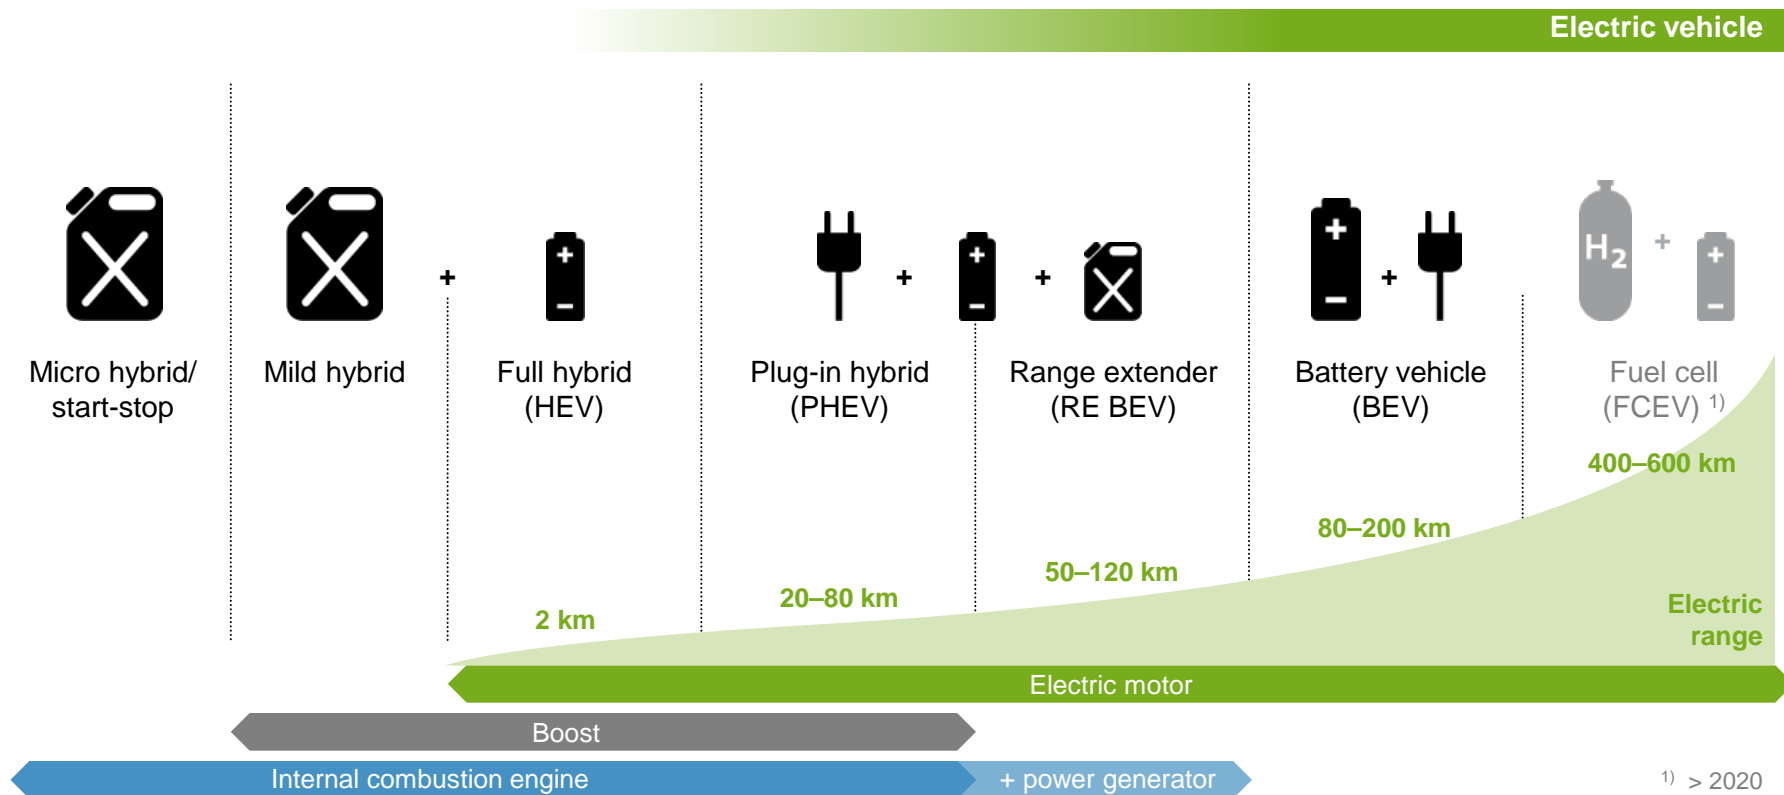 Electric vehicle
+
+
–
+
+
–
+
+
–
+
H2
+
+
–
Micro hybrid/
start-stop
Mild hybrid
Full hybrid
(HEV)
Plug-in hybrid
(PHEV)
Range extender
(RE BEV)
Battery vehicle
(BEV)
Fuel cell
(FCEV) 1)
400–600 km
80–200 km
50–120 km
20–80 km
2 km
Electric
range
Electric motor
Boost
Internal combustion engine
+ power generator
1) > 2020